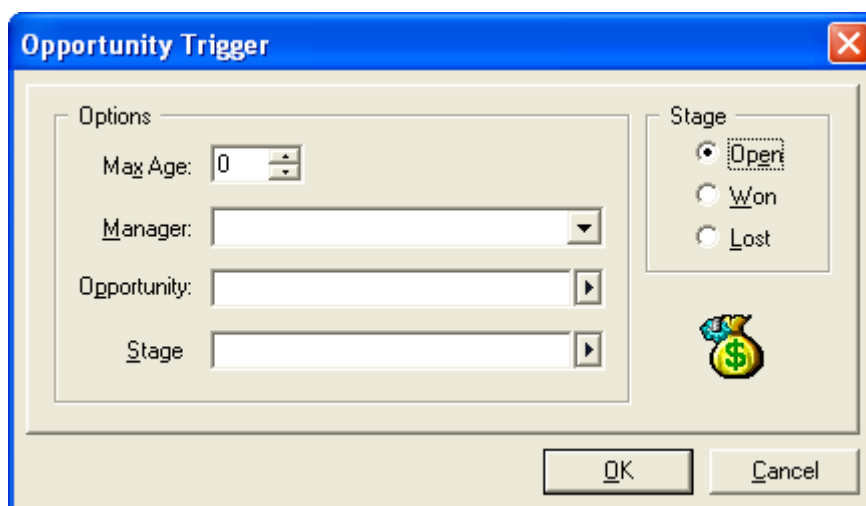 Opportunity Trigger
Options
Max Age: 0
Manager:
Opportunity:
Stage
Stage
Open
Won
Lost
$
OK Cancel